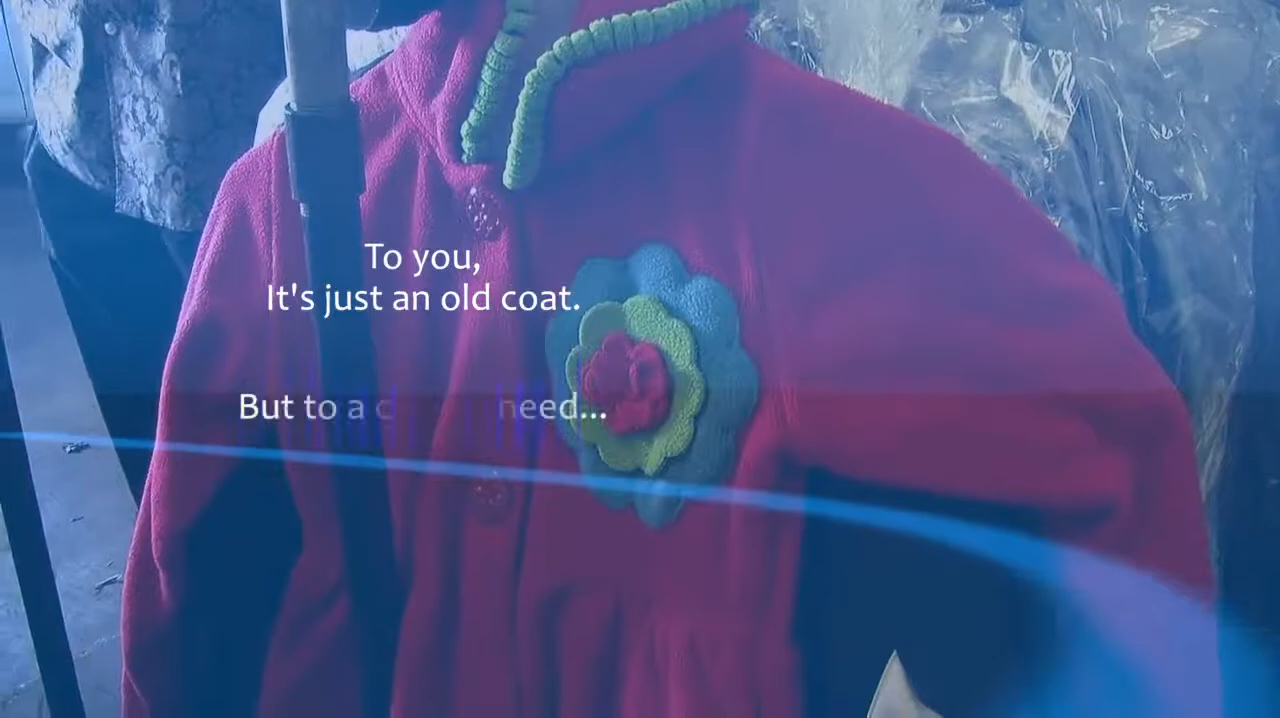 To you,
It's just an old coat.
But to a need...